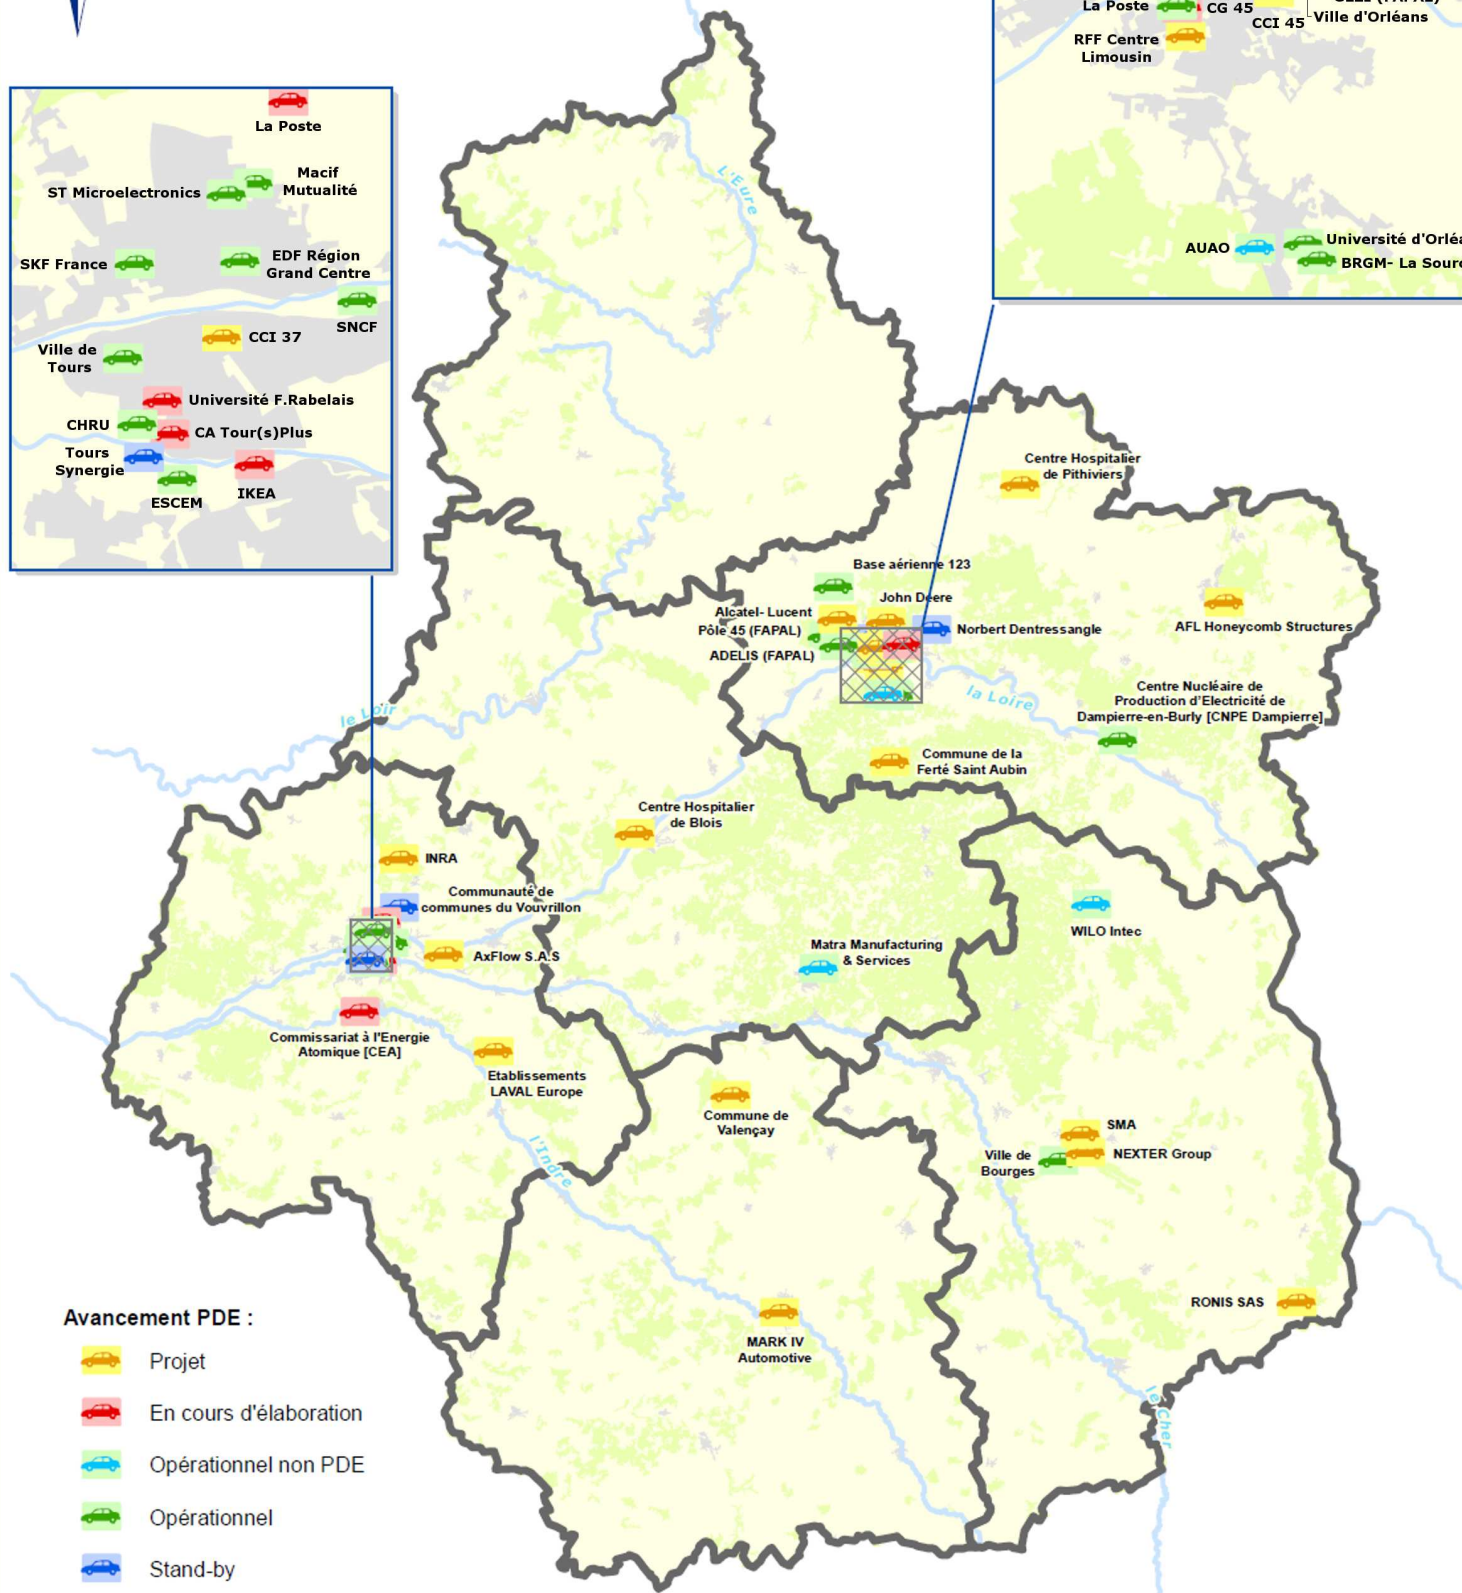 La Poste
CG 45
CCI 45
Ville d'Orléans
RFF Centre
Limousin
AUAO
Université d'Orléa
BRGM- La Sour
La Poste
ST Microelectronics
Macif
Mutualité
SKF France
EDF Région
Grand Centre
SNCF
CCI 37
Ville de
Tours
Université F.Rabelais
CHRU
CA Tour(s)Plus
Tours
Synergie
IKEA
ESCEM
L'Eure
Centre Hospitalier
de Pithiviers
Base aérienne 123
John Deere
Alcatel- Lucent
Pôle 45 (FAPAL)
ADELIS (FAPAL)
Norbert Dentressangle
AFL Honeycomb Structures
la Loire
Centre Nucléaire de
Production d'Electricité de
Dampierre-en-Burly [CNPE Dampierre]
le Loir
Commune de la
Ferté Saint Aubin
Centre Hospitalier
de Blois
INRA
Communauté de
communes du Vouvrillon
AxFlow S.A.S
Matra Manufacturing
& Services
WILO Intec
Commissariat à l'Energie
Atomique [CEA]
Etablissements
LAVAL Europe
Commune de
Valençay
l'Indre
SMA
Ville de
Bourges
NEXTER Group
RONIS SAS
MARK IV
Automotive
le Cher
Avancement PDE :
Projet
En cours d'élaboration
Opérationnel non PDE
Opérationnel
Stand-by